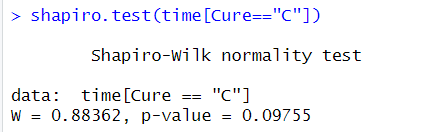 > shapiro.test(time[Cure=="C"])
Shapiro-Wilk normality test
data:  time[Cure == "C"]
W = 0.88362, p-value = 0.09755